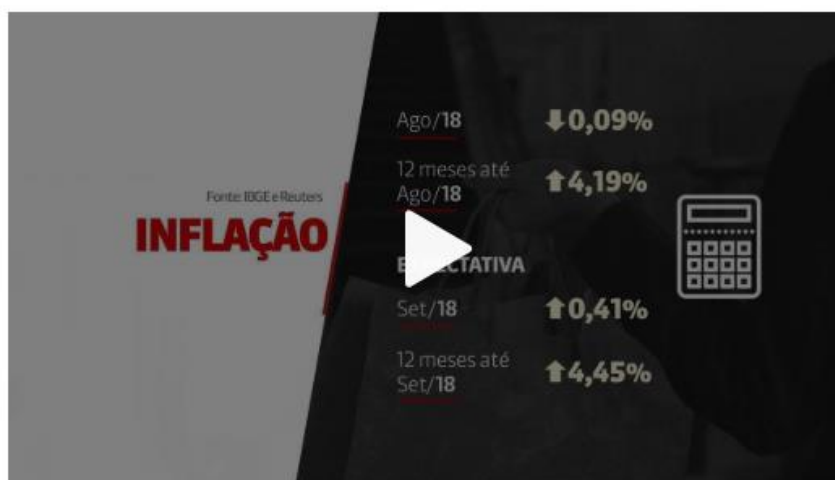 Fonte: IBGE e Reuters
INFLAÇÃO
Ago/18 0,09%
12 meses até
Ago/18
4,19%
Set/18 0,41%
12 meses até
Set/18
4,45%